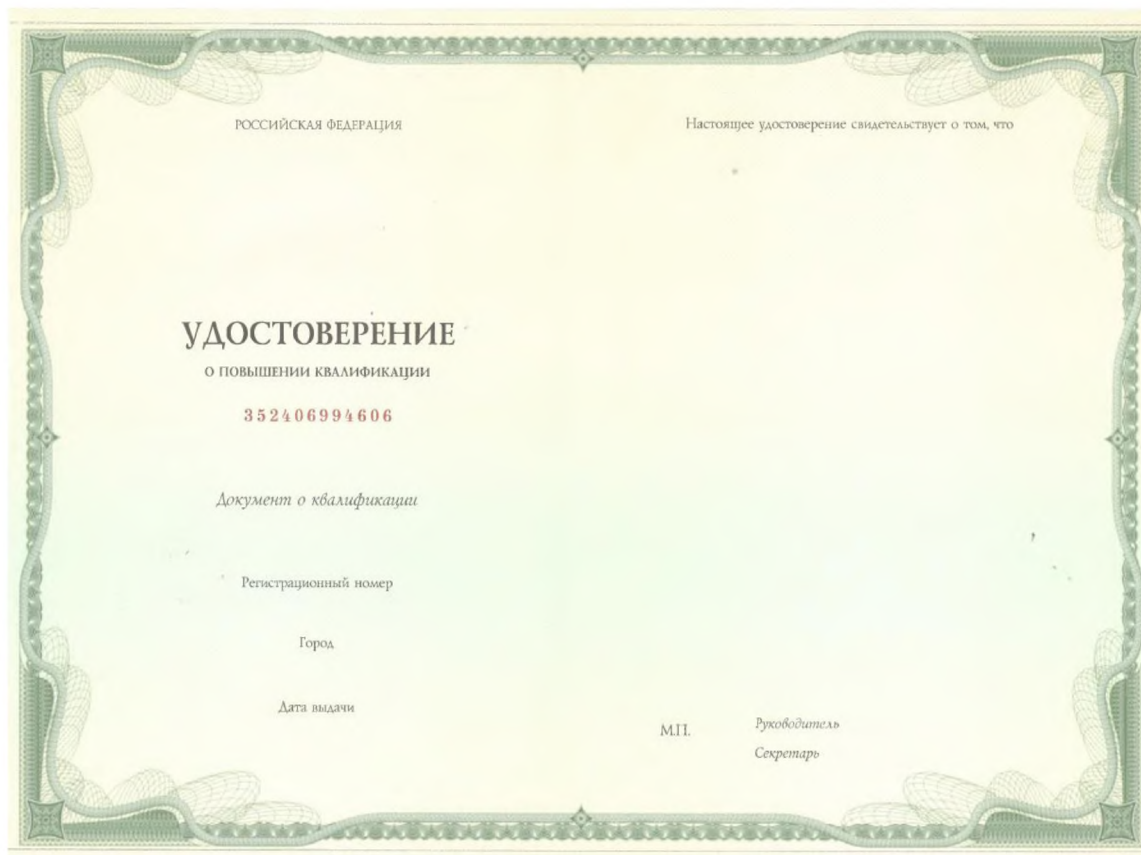 РОССИЙСКАЯ ФЕДЕРАЦИЯ
УДОСТОВЕРЕНИЕ
О ПОВЫШЕНИИ КВАЛИФИКАЦИИ
352406994606
Документ о квалификации
Регистрационный номер
Город
Дата выдачи
Настоящее удостоверение свидетельствует о том, что
М.П.
Руководитель
Секретарь